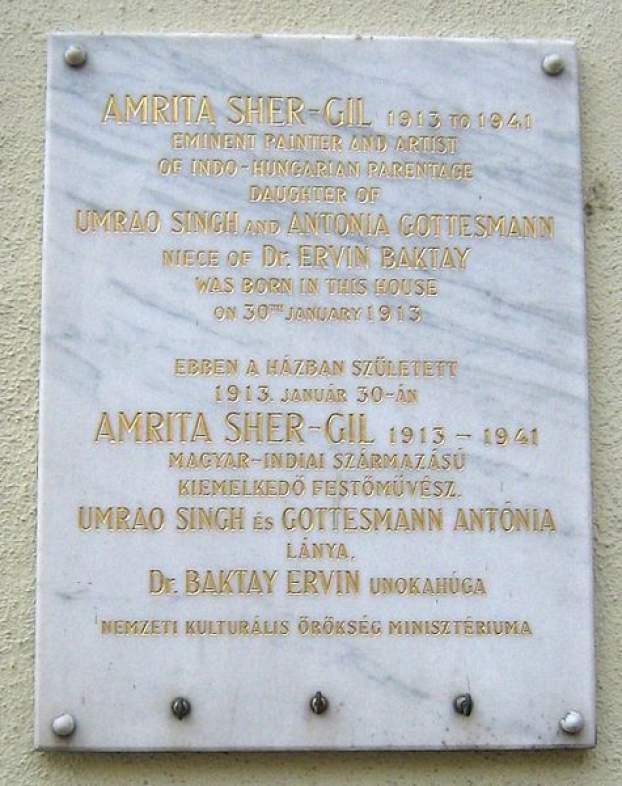 AMRITA SHER-GIL 1913 TO 1941
EMINENT PAINTER AND ARTIST
OF INDO-HUNGARIAN PARENTAGE
DAUGHTER OF
UMRAO SINGH AND ANTONIA GOTTESMANN
NIECE OF Dr. ERVIN BAKTAY
WAS BORN IN THIS HOUSE
ON 30TH JANUARY 1913
EBBEN A HÁZBAN SZÜLETETT
1913. JANUÁR 30-ÁN
AMRITA SHER-GIL 1913 – 1941
MAGYAR-INDIAI SZÁRMAZÁSÚ
KIEMELKEDŐ FESTŐMŰVÉSZ.
UMRAO SINGH ÉS GOTTESMANN ANTÓNIA
LÁNYA.
Dr. BAKTAY ERVIN UNOKAHÚGA
NEMZETI KULTURÁLIS ÖRÖKSÉG MINISZTÉRIUMA